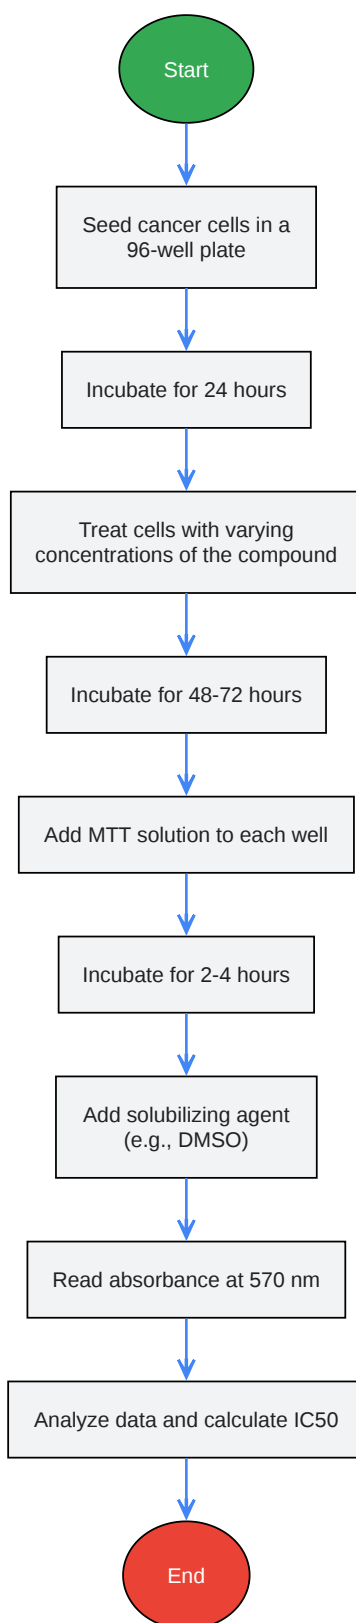 Start
Seed cancer cells in a
96-well plate
Incubate for 24 hours
Treat cells with varying
concentrations of the compound
Incubate for 48-72 hours
Add MTT solution to each well
Incubate for 2-4 hours
Add solubilizing agent
(e.g., DMSO)
Read absorbance at 570 nm
Analyze data and calculate IC50
End